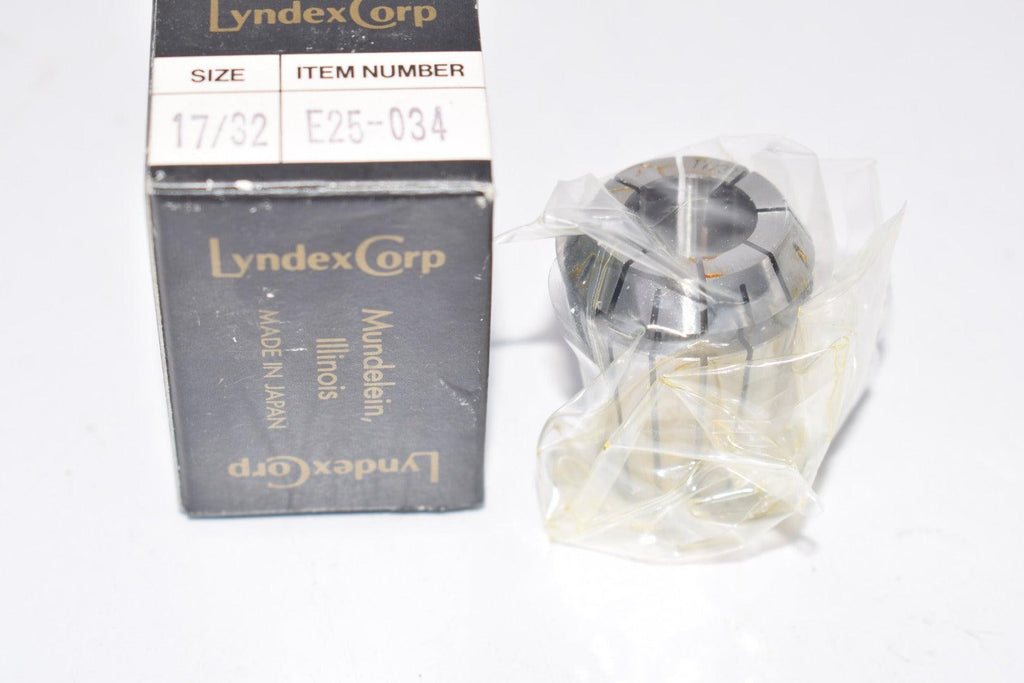 LyndexCorp
SIZE ITEM NUMBER
17/32 E25-034
LyndexCorp
Mundelein,
Illinois
MADE IN JAPAN
LyndexCorp